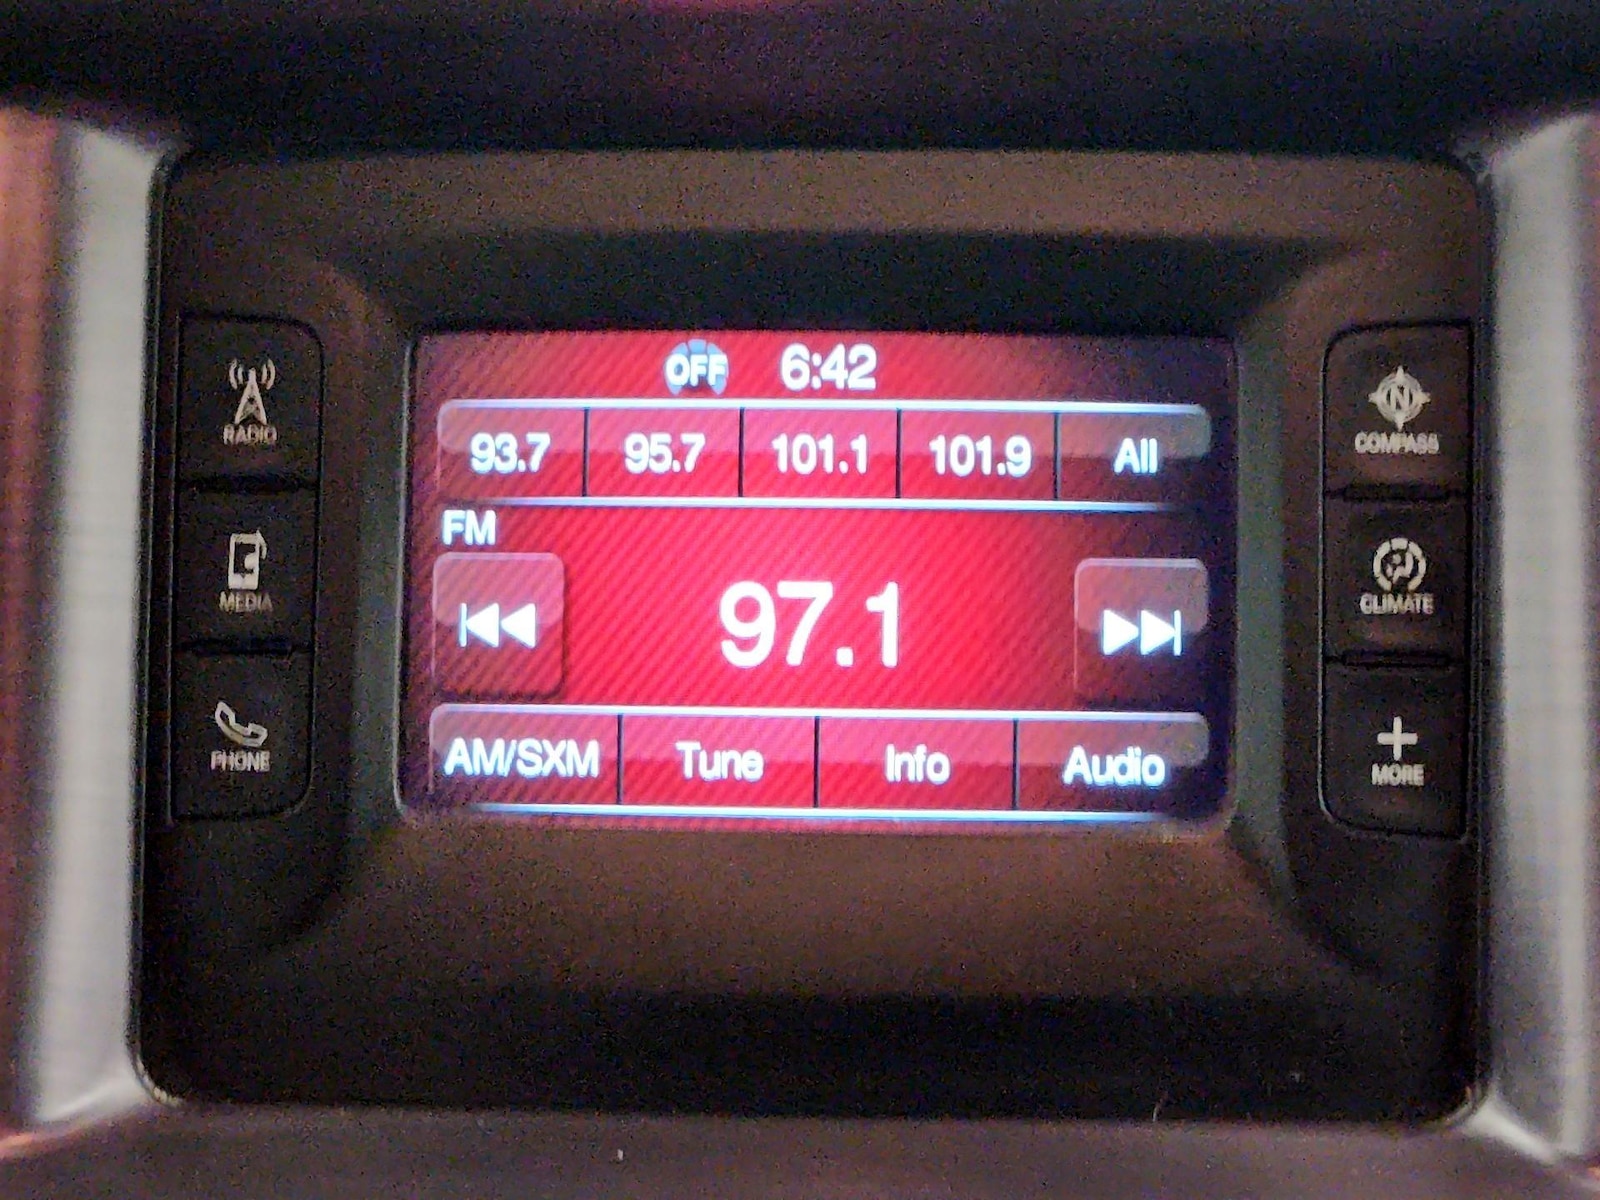 OFF 6:42
93.7 95.7 101.1 101.9 All
FM
97.1
AM/SXM Tune Info Audio
RADIO
MEDIA
PHONE
N
COMPASS
CLIMATE
MORE